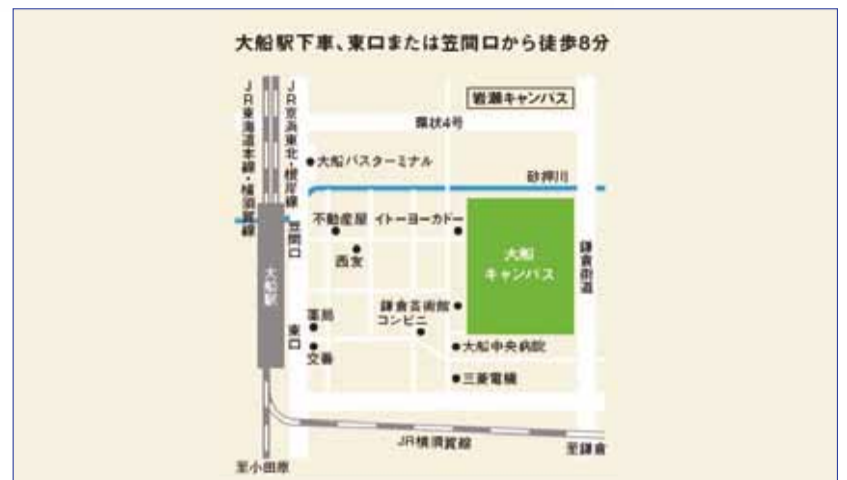 大船駅下車、東口または笠間口から徒歩8分
JR東海道本線・横須賀線
JR京浜東北・根岸線
岩瀬キャンパス
環状4号
大船バスターミナル
砂押川
笠間口
不動産屋
イトーヨーカドー
西友
大船
キャンパス
鎌倉街道
大船駅
鎌倉芸術館
コンビニ
薬局
東口
交番
大船中央病院
三菱電機
JR横須賀線
至鎌倉
至小田原